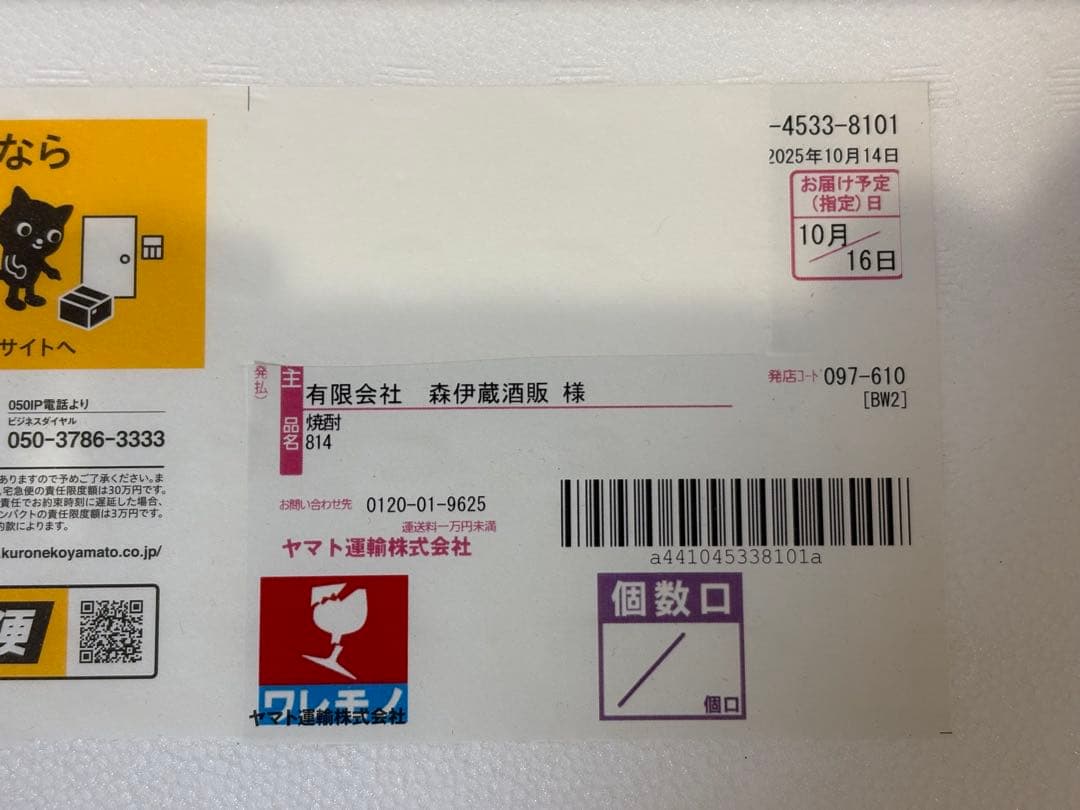 なら
サイトへ
050IP電話より
ビジネスダイヤル
050-3786-3333
ありますので予めご了承ください。ま
宅急便の責任限度額は30万円です。
責任でお約束時刻に遅延した場合、
ンパクトの責任限度額は3万円です。
約款によります。
.kuronekoyamato.co.jp/
便
-4533-8101
2025年10月14日
お届け予定
(指定)日
10月
16日
発払)
主
有限会社 森伊蔵酒販 様
品名
焼酎
814
発店コード 097-610
[BW2]
お問い合わせ先 0120-01-9625
運送料一万円未満
ヤマト運輸株式会社
a441045338101a
ワレモノ
ヤマト運輸株式会社
個数口
個口